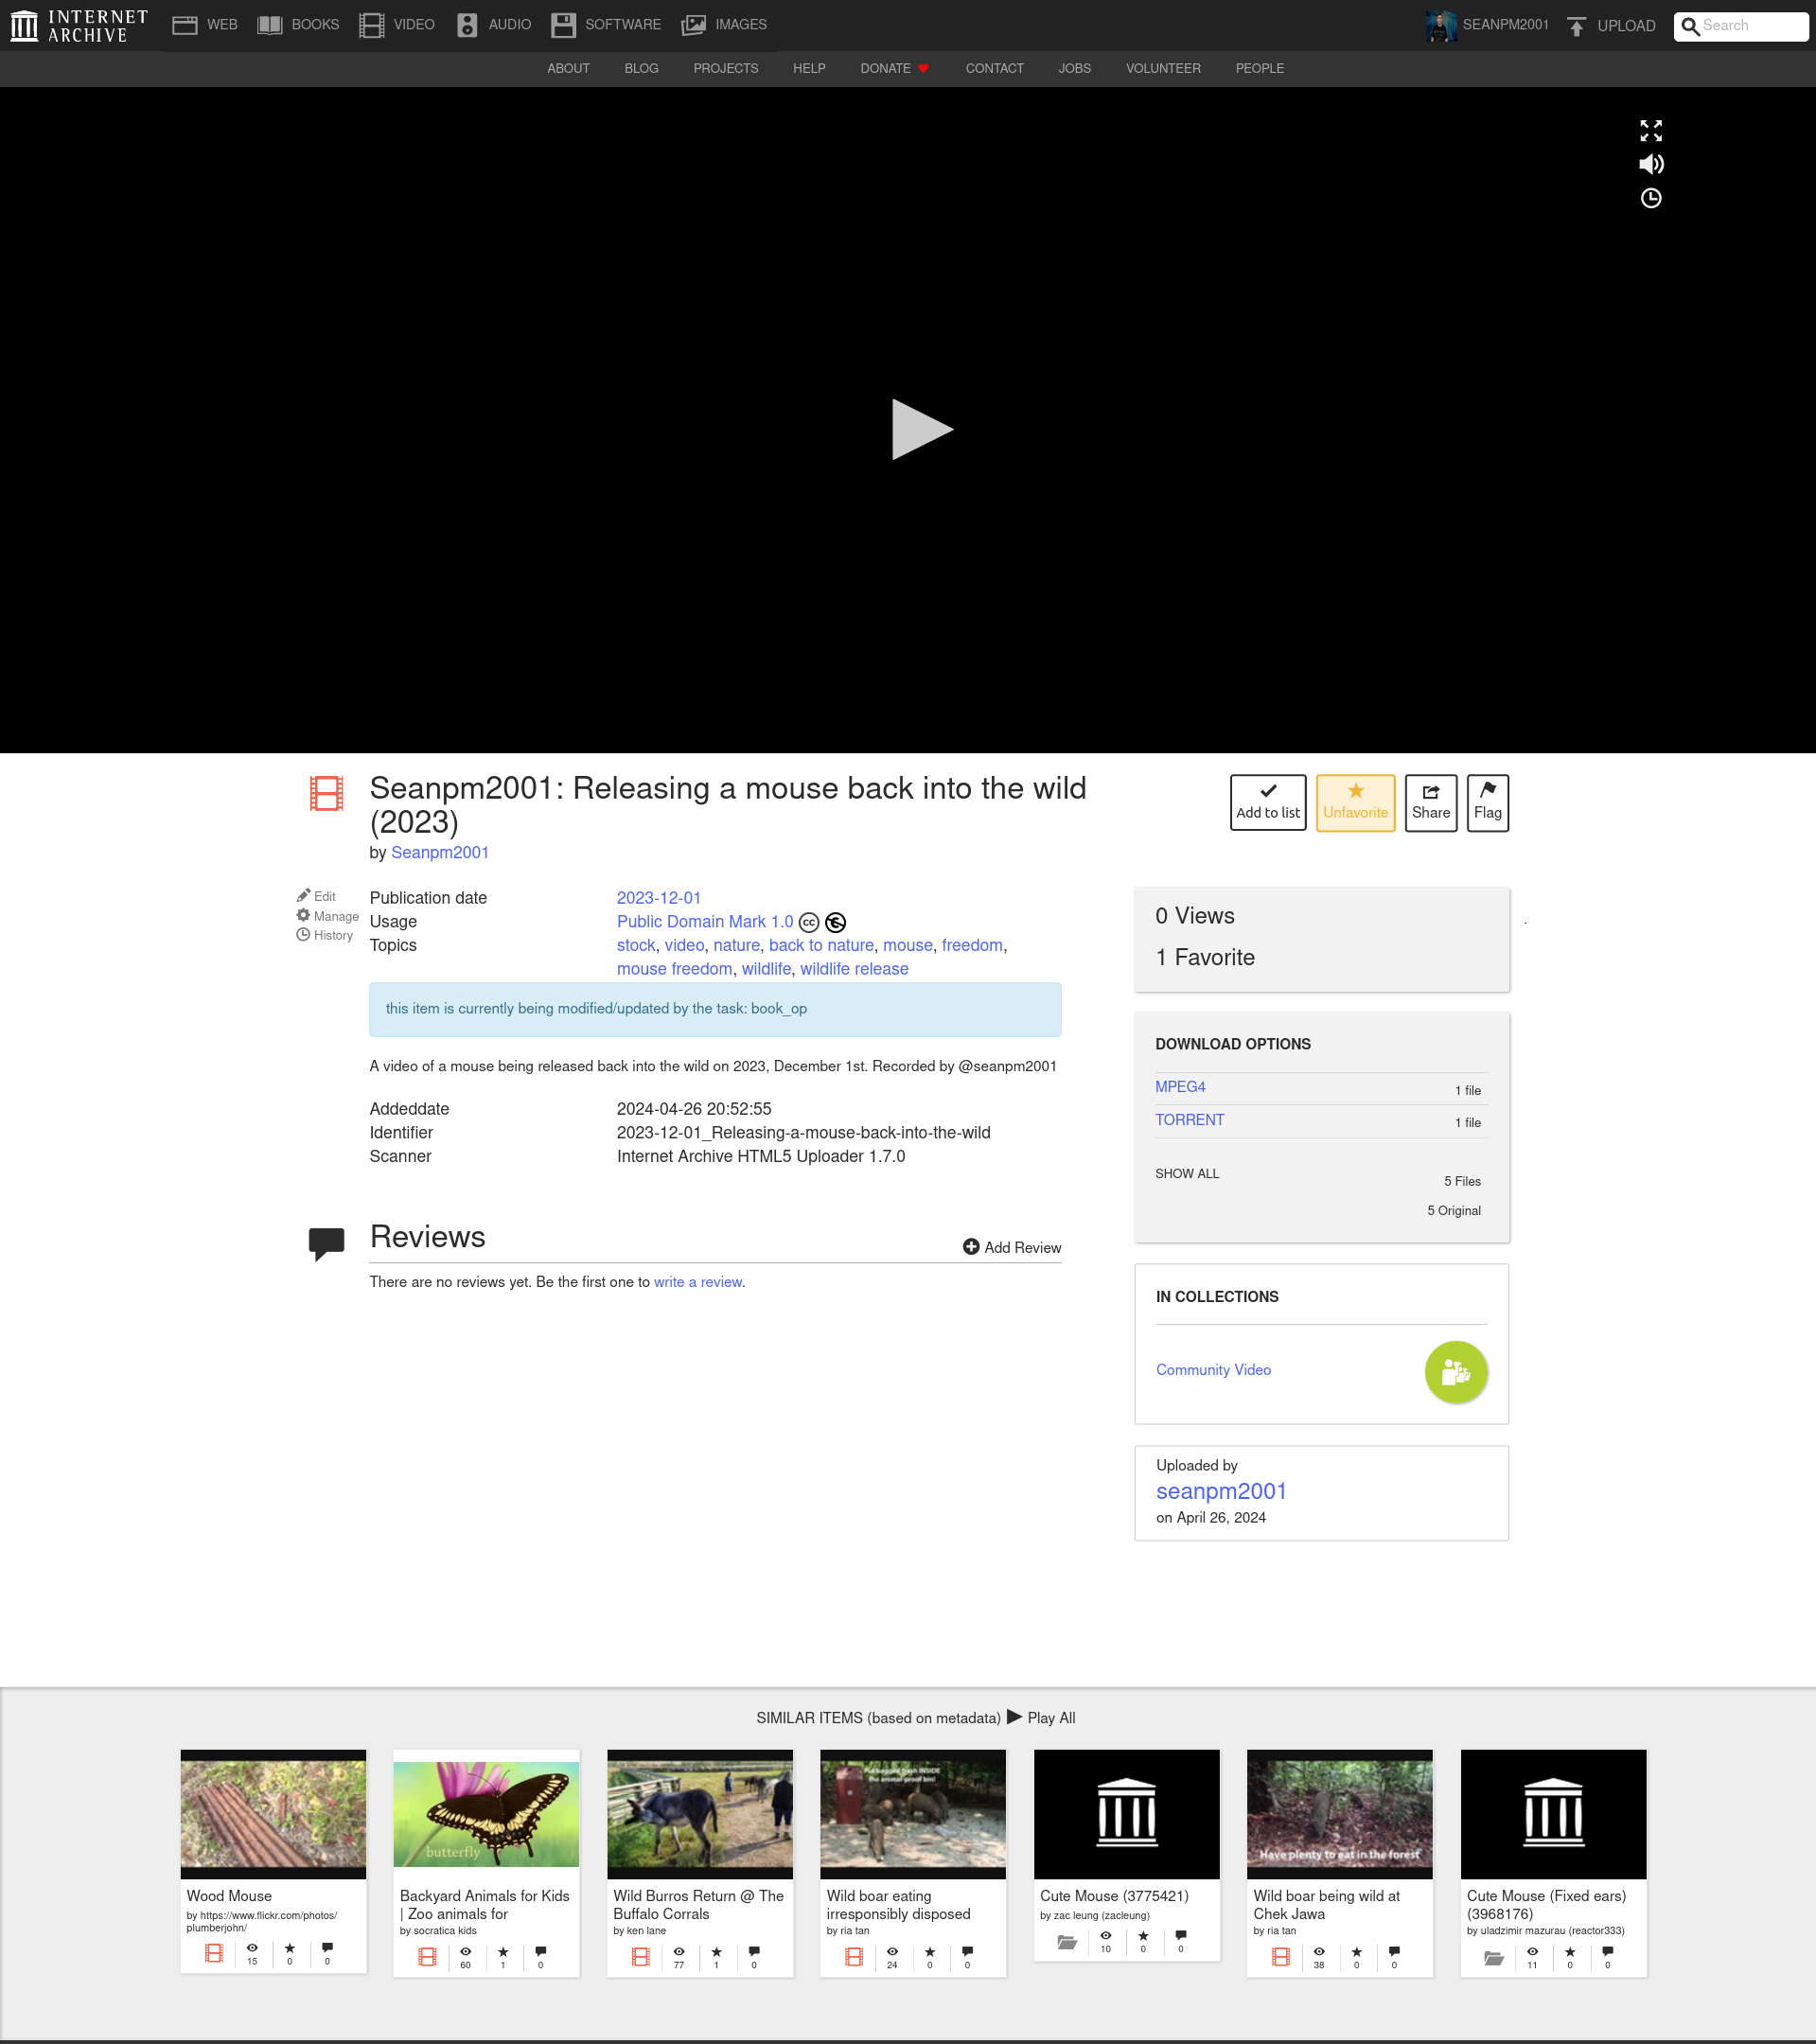 INTERNET
ARCHIVE
WEB BOOKS VIDEO AUDIO SOFTWARE IMAGES SEANPM2001 UPLOAD Search
ABOUT BLOG PROJECTS HELP DONATE CONTACT JOBS VOLUNTEER PEOPLE
Seanpm2001: Releasing a mouse back into the wild
(2023)
by Seanpm2001
Add to list Unfavorite Share Flag
Edit
Manage
History
Publication date 2023-12-01
Usage Public Domain Mark 1.0
Topics stock, video, nature, back to nature, mouse, freedom,
mouse freedom, wildlife, wildlife release
this item is currently being modified/updated by the task: book_op
A video of a mouse being released back into the wild on 2023, December 1st. Recorded by @seanpm2001
Addeddate 2024-04-26 20:52:55
Identifier 2023-12-01_Releasing-a-mouse-back-into-the-wild
Scanner Internet Archive HTML5 Uploader 1.7.0
Reviews
Add Review
There are no reviews yet. Be the first one to write a review.
0 Views
1 Favorite
DOWNLOAD OPTIONS
MPEG4 1 file
TORRENT 1 file
SHOW ALL 5 Files
5 Original
IN COLLECTIONS
Community Video
Uploaded by
seanpm2001
on April 26, 2024
SIMILAR ITEMS (based on metadata) Play All
Wood Mouse
by https://www.flickr.com/photos/
plumberjohn/
15 0 0
butterfly
Backyard Animals for Kids
| Zoo animals for
by socratica kids
60 1 0
Wild Burros Return @ The
Buffalo Corrals
by ken lane
77 1 0
Put bagged trash INSIDE
the animal-proof bin!
Wild boar eating
irresponsibly disposed
by ria tan
24 0 0
Cute Mouse (3775421)
by zac leung (zacleung)
10 0 0
Have plenty to eat in the forest
Wild boar being wild at
Chek Jawa
by ria tan
38 0 0
Cute Mouse (Fixed ears)
(3968176)
by uladzimir mazurau (reactor333)
11 0 0